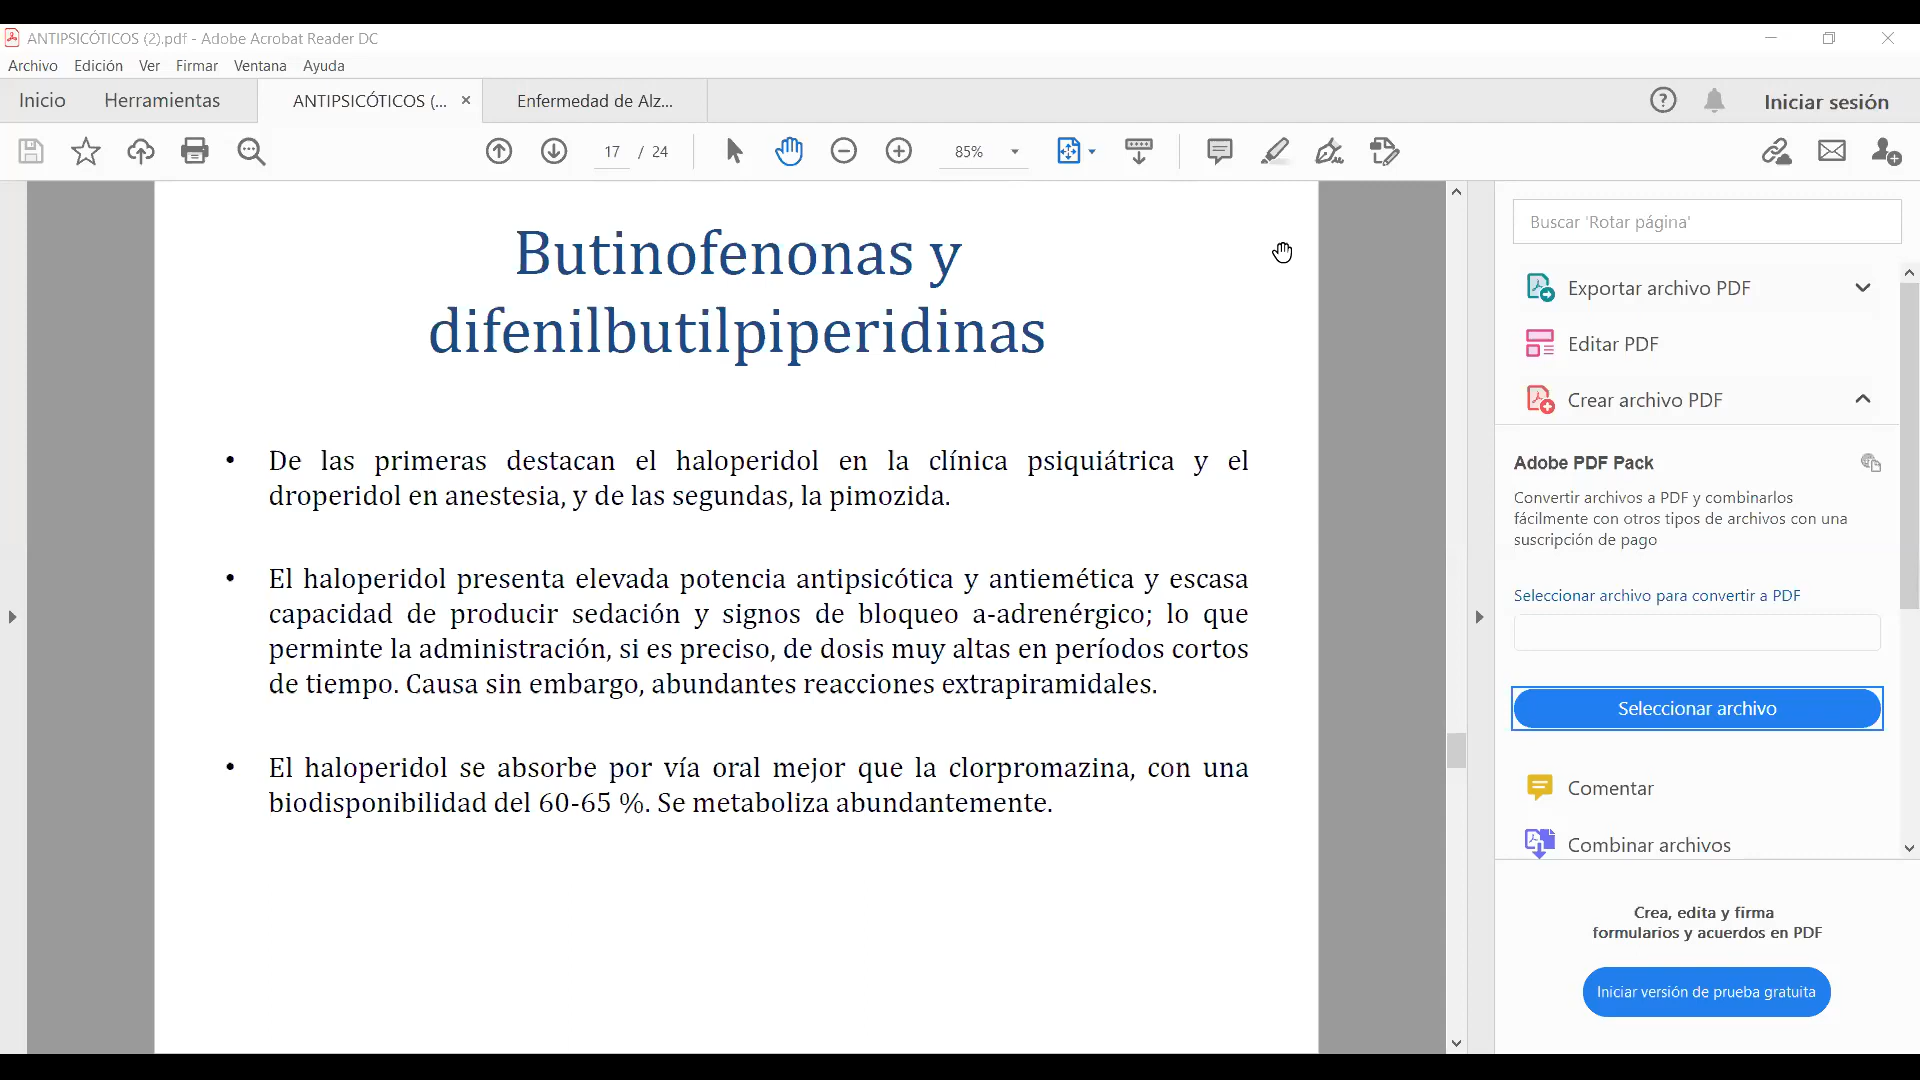 ANTIPSICÓTICOS (2).pdf - Adobe Acrobat Reader DC
Archivo Edición Ver Firmar Ventana Ayuda
Inicio Herramientas ANTIPSICÓTICOS (... × Enfermedad de Alz... Iniciar sesión
17 / 24 85%
Butinofenonas y
difenilbutilpiperidinas
• De las primeras destacan el haloperidol en la clínica psiquiátrica y el
droperidol en anestesia, y de las segundas, la pimozida.
• El haloperidol presenta elevada potencia antipsicótica y antiemética y escasa
capacidad de producir sedación y signos de bloqueo a-adrenérgico; lo que
perminte la administración, si es preciso, de dosis muy altas en períodos cortos
de tiempo. Causa sin embargo, abundantes reacciones extrapiramidales.
• El haloperidol se absorbe por vía oral mejor que la clorpromazina, con una
biodisponibilidad del 60-65 %. Se metaboliza abundantemente.
Buscar 'Rotar página'
Exportar archivo PDF
Editar PDF
Crear archivo PDF
Adobe PDF Pack
Convertir archivos a PDF y combinarlos
fácilmente con otros tipos de archivos con una
suscripción de pago
Seleccionar archivo para convertir a PDF
Seleccionar archivo
Comentar
Combinar archivos
Crea, edita y firma
formularios y acuerdos en PDF
Iniciar versión de prueba gratuita